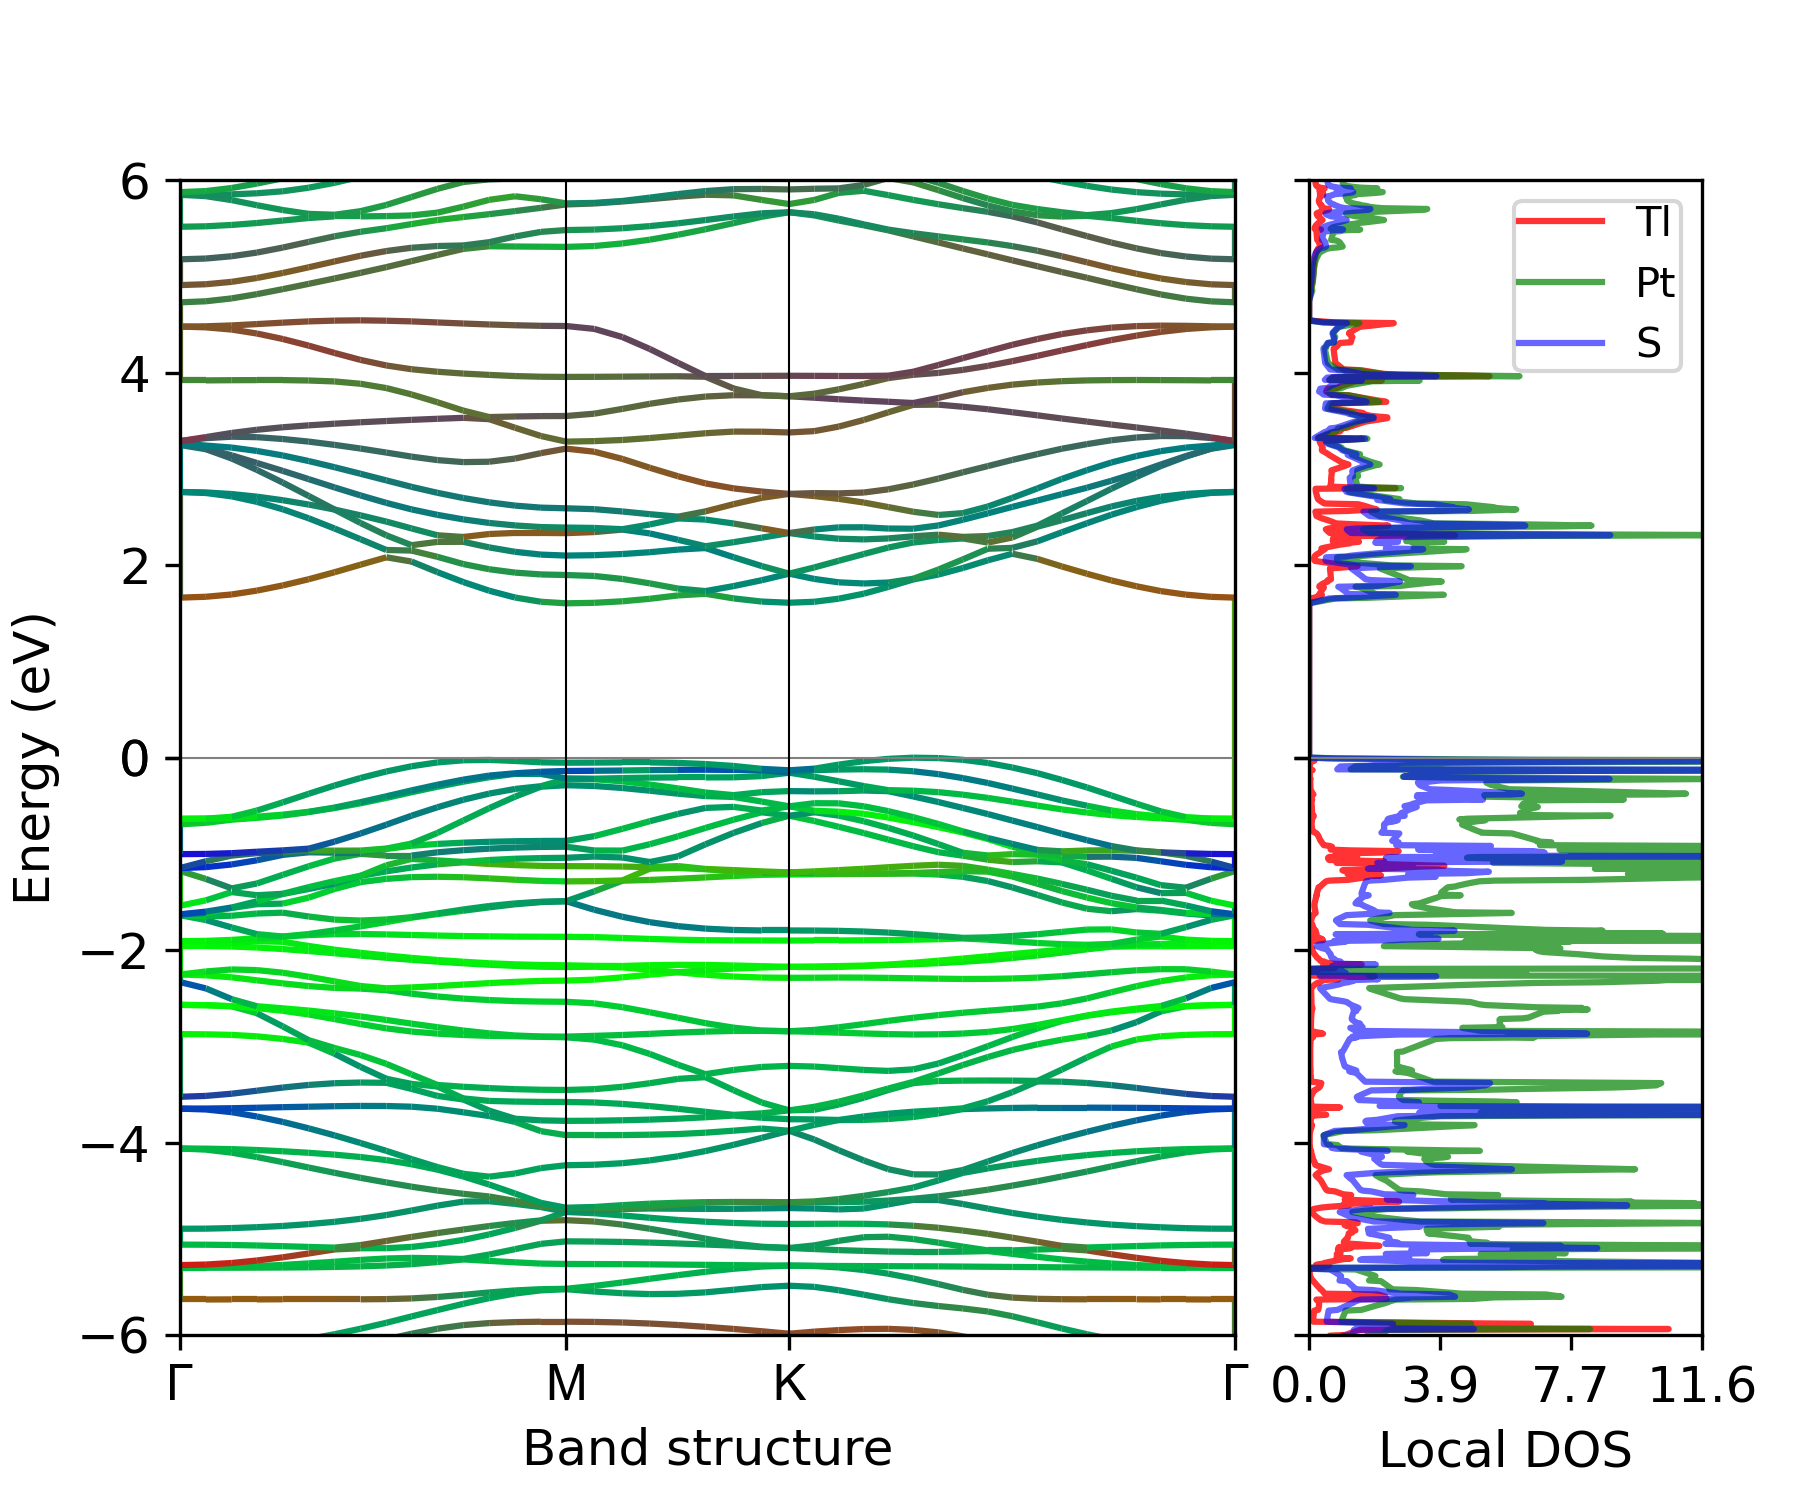 6
4
2
0
−2
−4
−6
Energy (eV)
Γ
M
K
Γ
Band structure
Tl
Pt
S
0.0
3.9
7.7
11.6
Local DOS